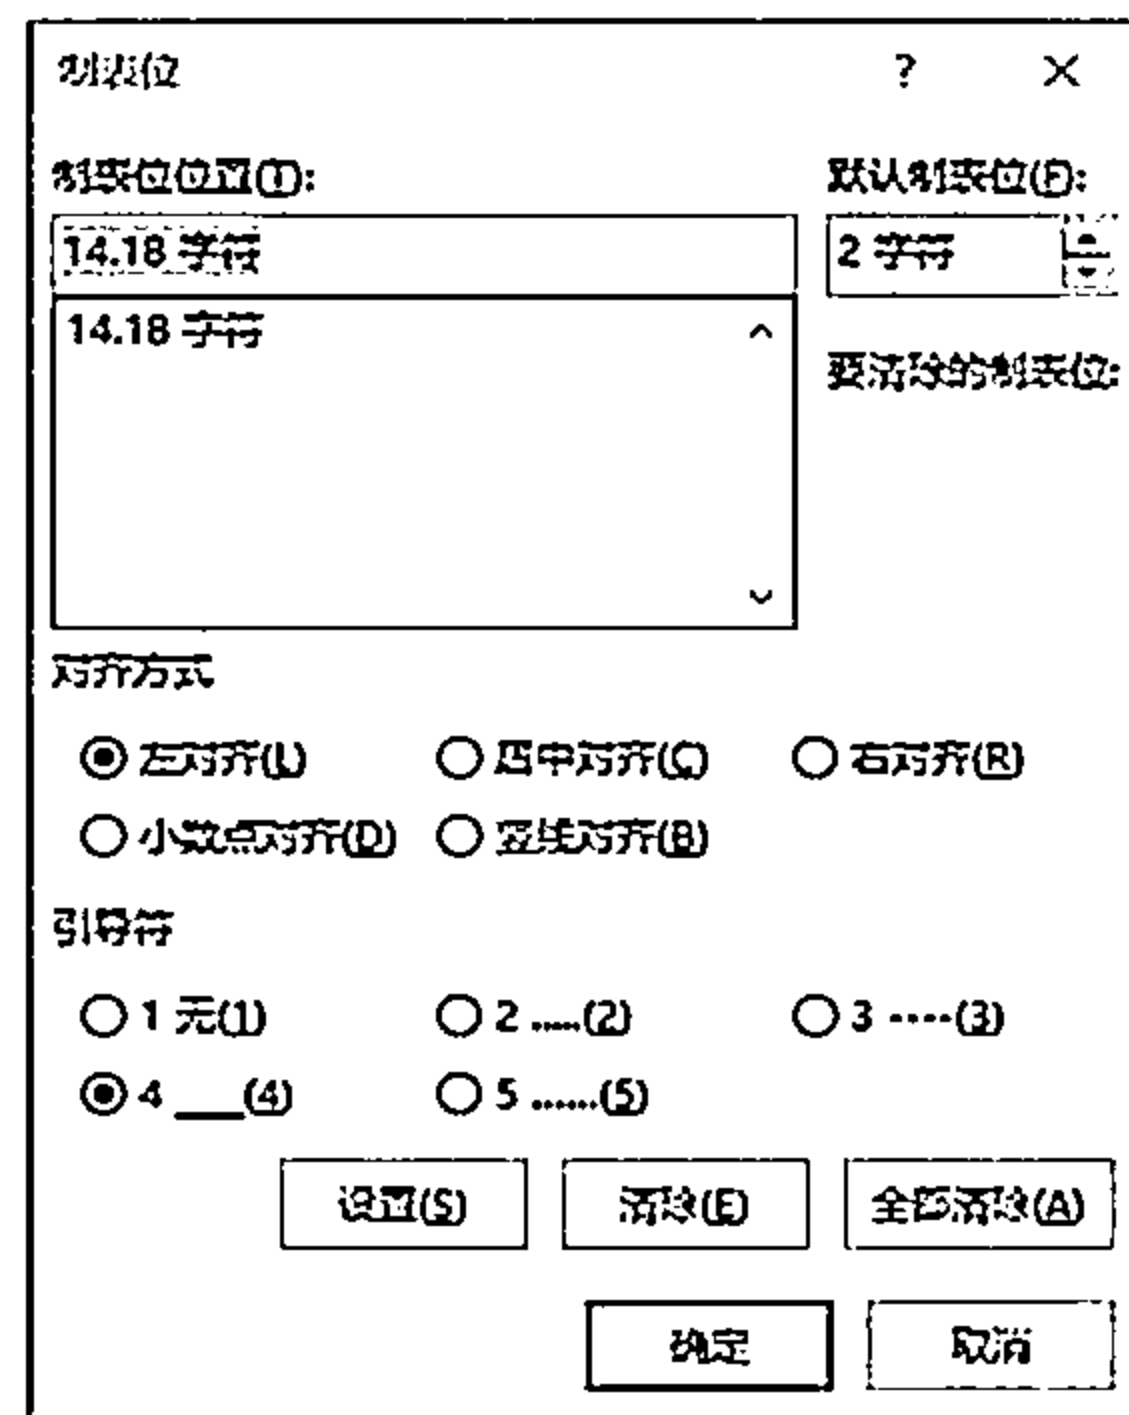 制表位 ? ×
制表位位置(T): 默认制表位(F):
14.18 字符 2 字符
14.18 字符
要清除的制表位:
对齐方式
左对齐(L) 居中对齐(C) 右对齐(R)
小数点对齐(D) 竖线对齐(B)
引导符
1 无(1) 2 .....(2) 3 ----(3)
4 ___(4) 5 ......(5)
设置(S) 清除(E) 全部清除(A)
确定 取消